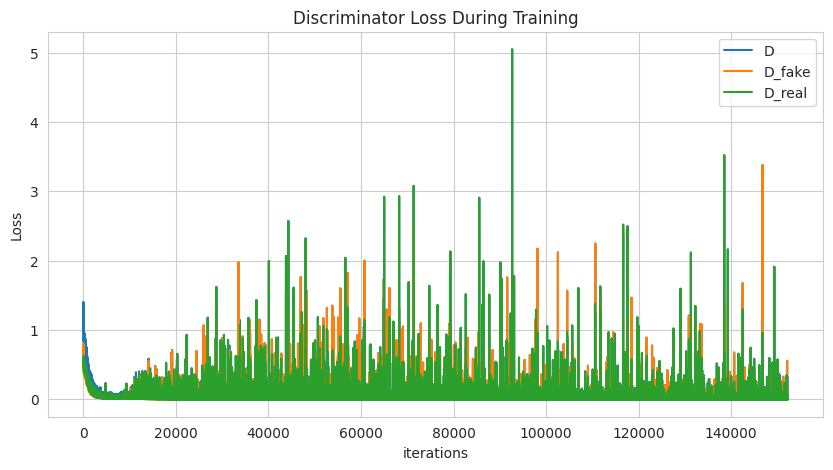 Discriminator Loss During Training
D
D_fake
D_real
5
4
3
2
1
0
Loss
0 20000 40000 60000 80000 100000 120000 140000
iterations